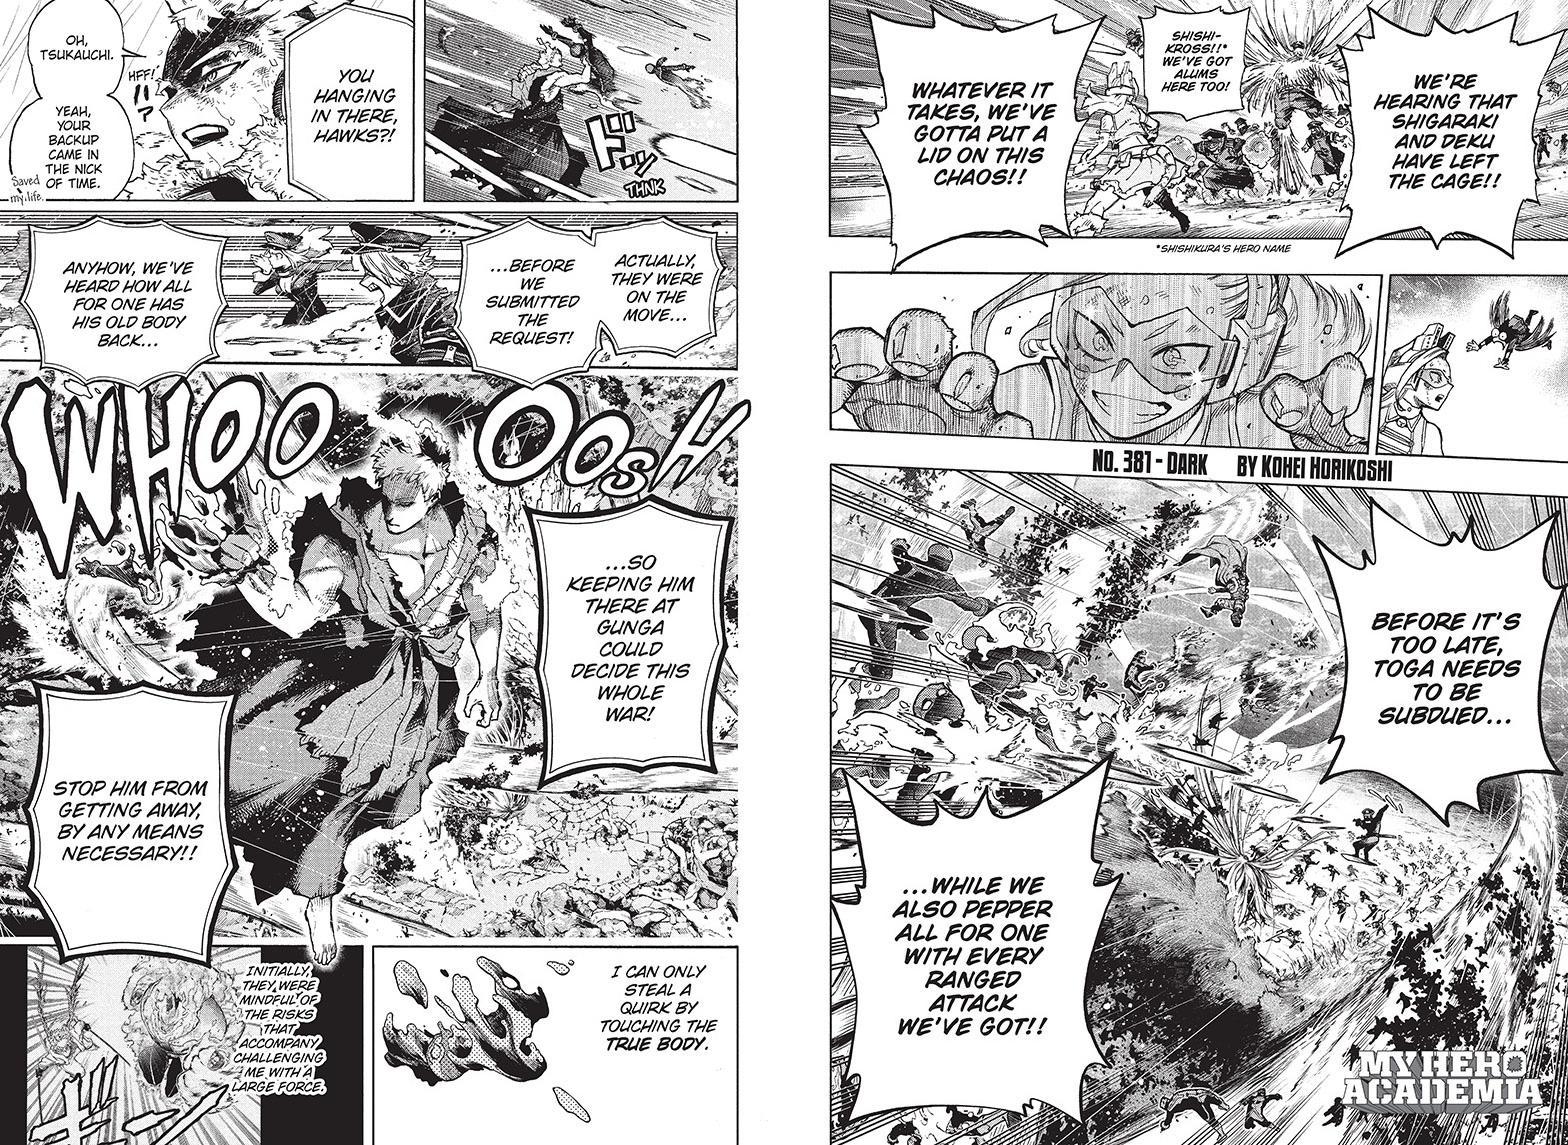 WE'RE
HEARING THAT
SHIGARAKI
AND DEKU
HAVE LEFT
THE CAGE!!
SHISHI-
KROSS!!*
WE'VE GOT
ALUMS
HERE TOO!
WHATEVER IT
TAKES, WE'VE
GOTTA PUT A
LID ON THIS
CHAOS!!
*SHISHIKURA'S HERO NAME
NO. 381 - DARK BY KOHEI HORIKOSHI
BEFORE IT'S
TOO LATE,
TOGA NEEDS
TO BE
SUBDUED...
...WHILE WE
ALSO PEPPER
ALL FOR ONE
WITH EVERY
RANGED
ATTACK
WE'VE GOT!!
MY HERO
ACADEMIA
ドッ
THNK
YOU
HANGING
IN THERE,
HAWKS?!
HFF!
ハァ
OH,
TSUKAUCHI.
YEAH,
YOUR
BACKUP
CAME IN
THE NICK
OF TIME.
Saved
my life.
ACTUALLY,
THEY WERE
ON THE
MOVE...
...BEFORE
WE
SUBMITTED
THE
REQUEST!
ANYHOW, WE'VE
HEARD HOW ALL
FOR ONE HAS
HIS OLD BODY
BACK...
WHOO OOSH
...SO
KEEPING HIM
THERE AT
GUNGA
COULD
DECIDE THIS
WHOLE
WAR!
STOP HIM FROM
GETTING AWAY,
BY ANY MEANS
NECESSARY!!
I CAN ONLY
STEAL A
QUIRK BY
TOUCHING THE
TRUE BODY.
INITIALLY,
THEY WERE
MINDFUL OF
THE RISKS
THAT
ACCOMPANY
CHALLENGING
ME WITH A
LARGE FORCE.